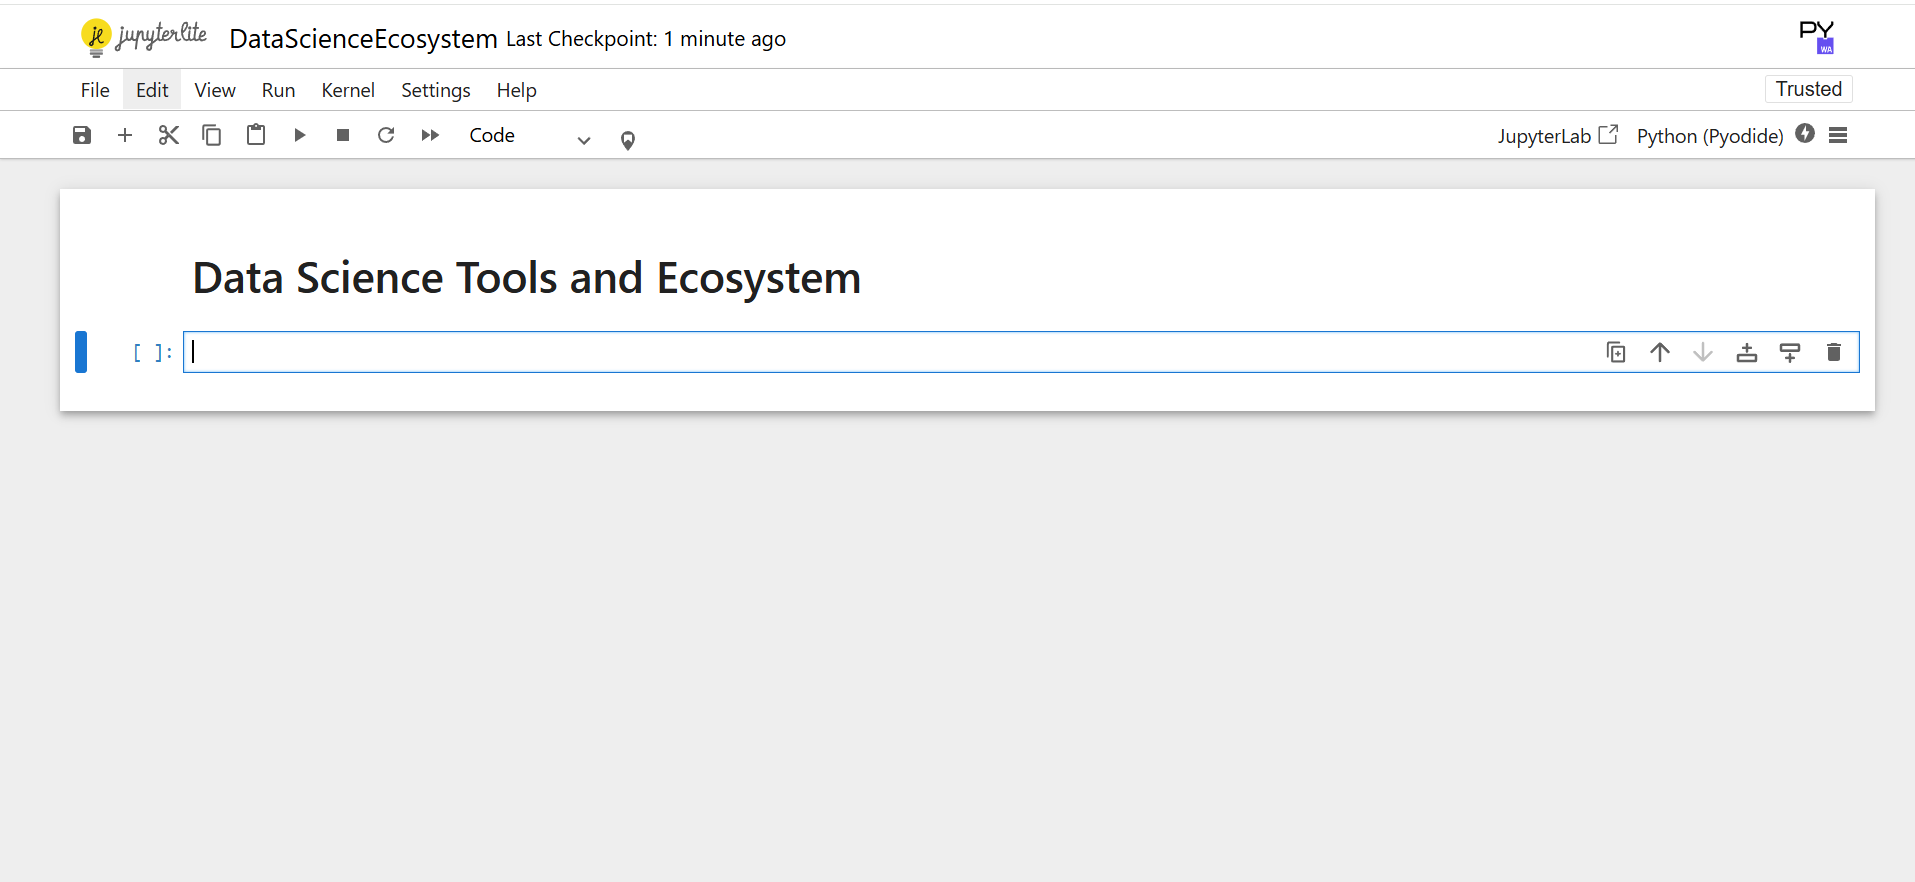 jupyterlite DataScienceEcosystem Last Checkpoint: 1 minute ago PY WA
File Edit View Run Kernel Settings Help Trusted
Code JupyterLab Python (Pyodide)
Data Science Tools and Ecosystem
[ ]: